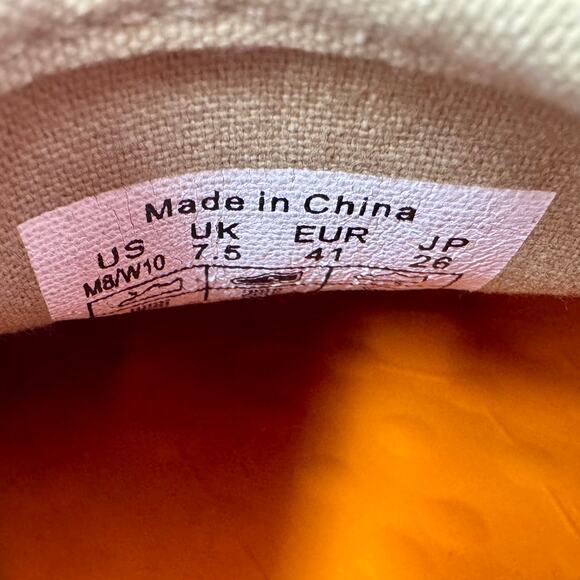 Made in China
US UK EUR JP
M8/W10 7.5 41 26